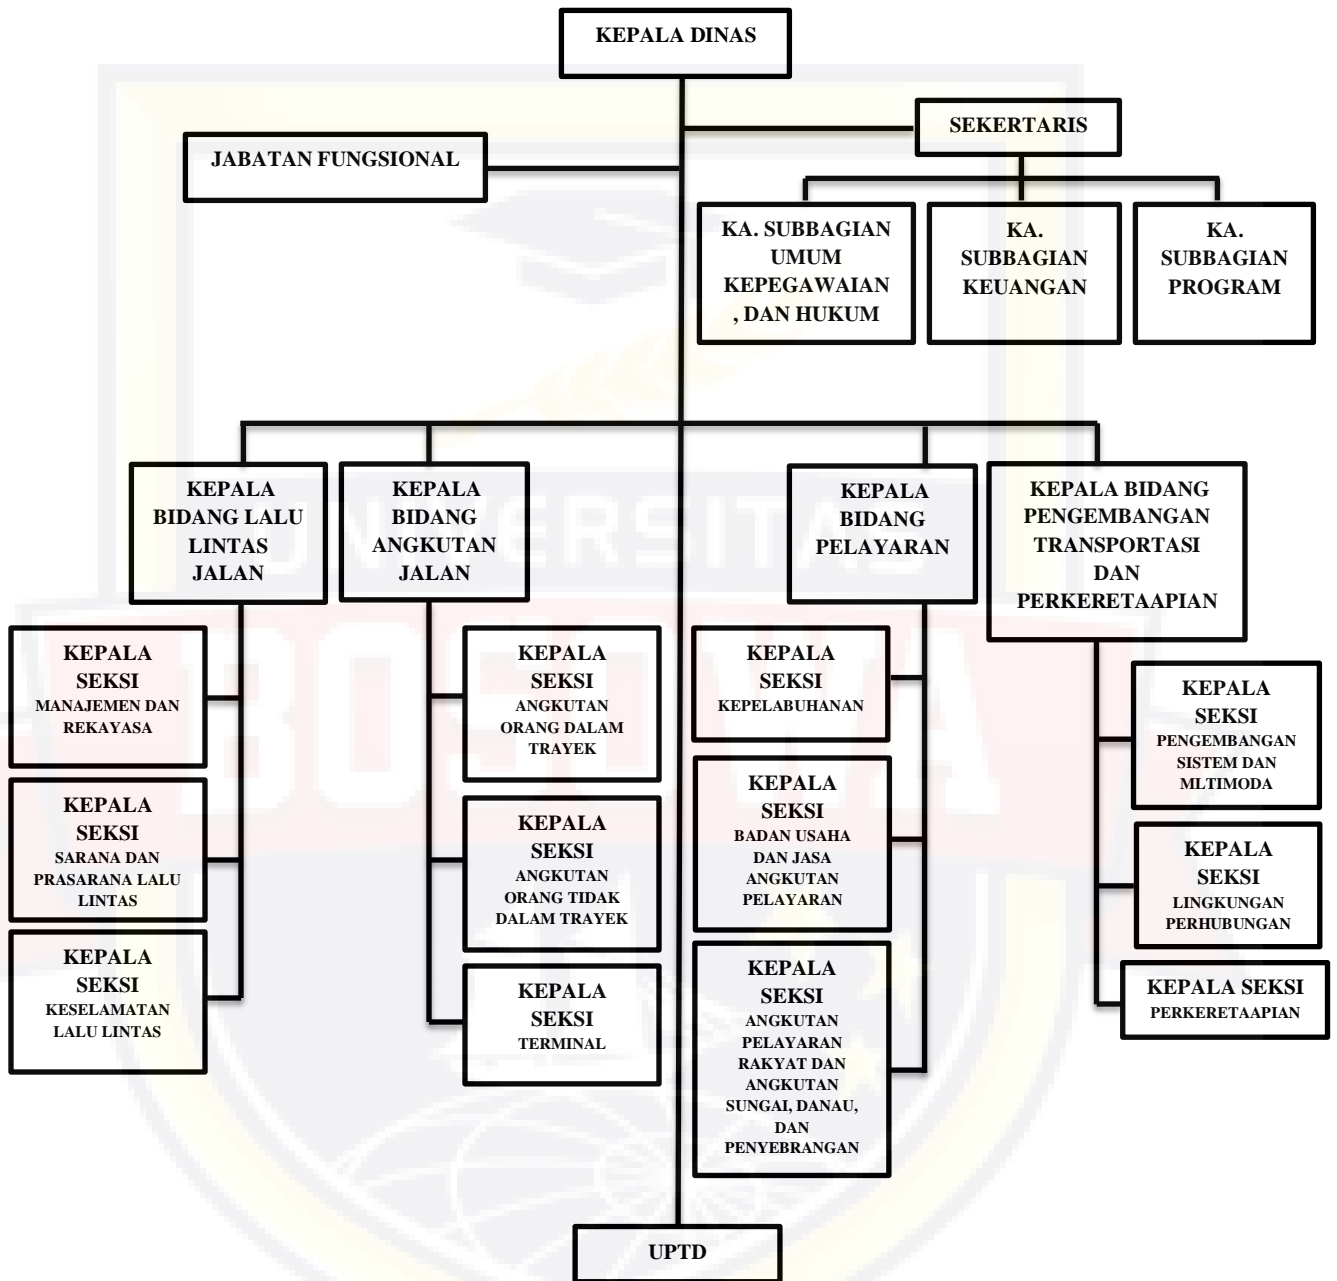 KEPALA DINAS
SEKERTARIS
JABATAN FUNGSIONAL
KA. SUBBAGIAN
UMUM
KEPEGAWAIAN
, DAN HUKUM
KA.
SUBBAGIAN
KEUANGAN
KA.
SUBBAGIAN
PROGRAM
KEPALA
BIDANG LALU
LINTAS
JALAN
KEPALA
BIDANG
ANGKUTAN
JALAN
KEPALA
BIDANG
PELAYARAN
KEPALA BIDANG
PENGEMBANGAN
TRANSPORTASI
DAN
PERKERETAAPIAN
KEPALA
SEKSI
MANAJEMEN DAN
REKAYASA
KEPALA
SEKSI
SARANA DAN
PRASARANA LALU
LINTAS
KEPALA
SEKSI
KESELAMATAN
LALU LINTAS
KEPALA
SEKSI
ANGKUTAN
ORANG DALAM
TRAYEK
KEPALA
SEKSI
ANGKUTAN
ORANG TIDAK
DALAM TRAYEK
KEPALA
SEKSI
TERMINAL
KEPALA
SEKSI
KEPELABUHANAN
KEPALA
SEKSI
BADAN USAHA
DAN JASA
ANGKUTAN
PELAYARAN
KEPALA
SEKSI
ANGKUTAN
PELAYARAN
RAKYAT DAN
ANGKUTAN
SUNGAI, DANAU,
DAN
PENYEBRANGAN
KEPALA
SEKSI
PENGEMBANGAN
SISTEM DAN
MLTIMODA
KEPALA
SEKSI
LINGKUNGAN
PERHUBUNGAN
KEPALA SEKSI
PERKERETAAPIAN
UPTD
UNIVERSITAS
BOSOWA